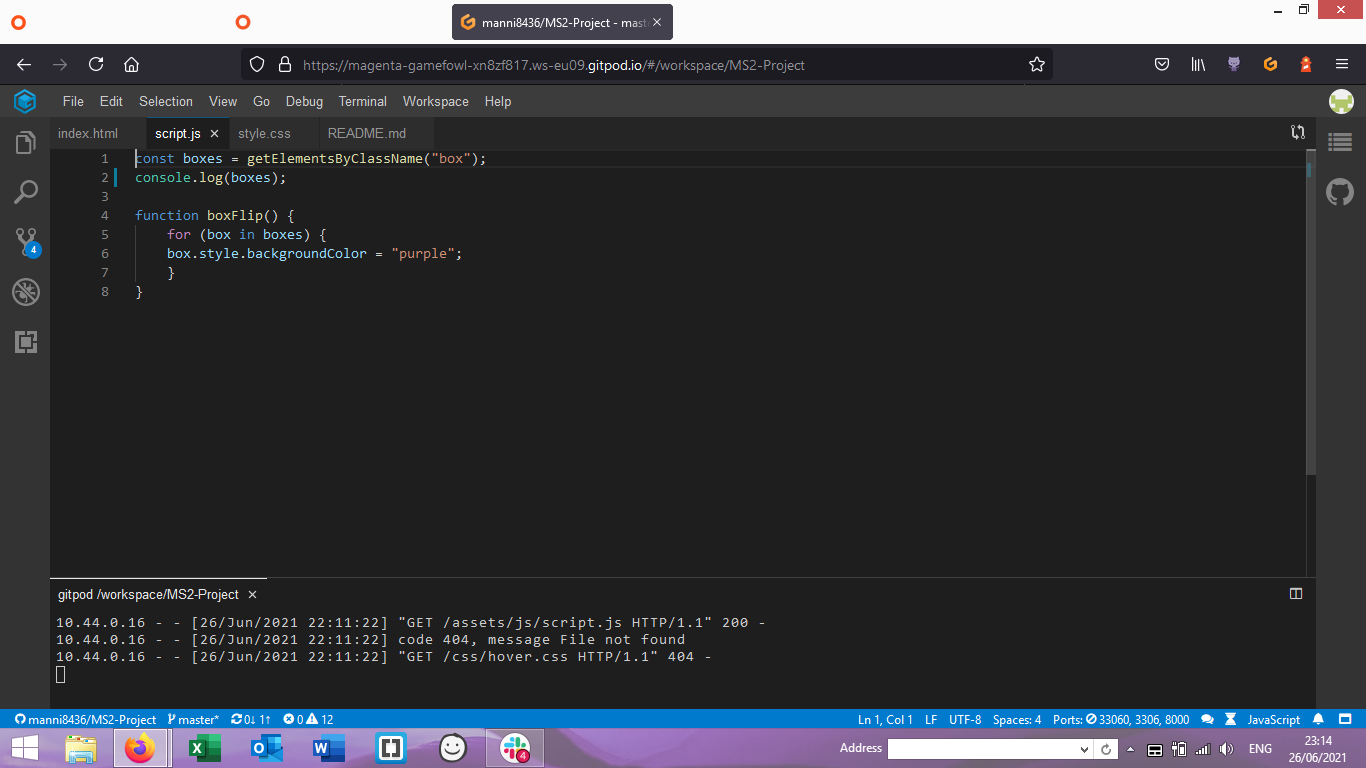 manni8436/MS2-Project - mast
https://magenta-gamefowl-xn8zf817.ws-eu09.gitpod.io/#/workspace/MS2-Project
File Edit Selection View Go Debug Terminal Workspace Help
index.html script.js style.css README.md
1 const boxes = getElementsByClassName("box");
2 console.log(boxes);
3
4 function boxFlip() {
5 for (box in boxes) {
6 box.style.backgroundColor = "purple";
7 }
8 }
4
gitpod /workspace/MS2-Project
10.44.0.16 - - [26/Jun/2021 22:11:22] "GET /assets/js/script.js HTTP/1.1" 200 -
10.44.0.16 - - [26/Jun/2021 22:11:22] code 404, message File not found
10.44.0.16 - - [26/Jun/2021 22:11:22] "GET /css/hover.css HTTP/1.1" 404 -
manni8436/MS2-Project master* 0↓ 1↑ 0 12 Ln 1, Col 1 LF UTF-8 Spaces: 4 Ports: 33060, 3306, 8000 JavaScript
4 Address ENG 23:14
26/06/2021